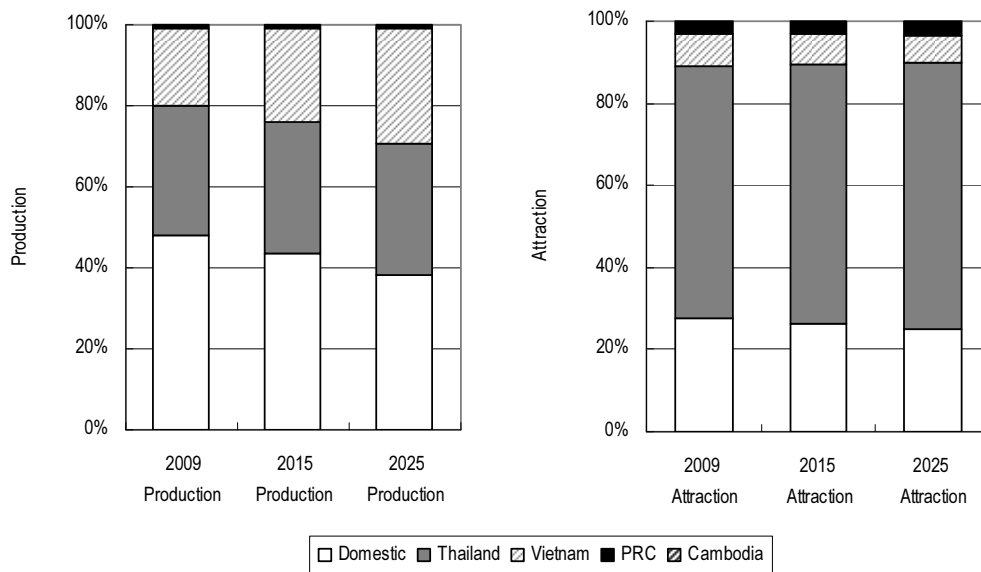 100%
80%
60%
40%
20%
0%
Production
2009 2015 2025
Production Production Production
100%
80%
60%
40%
20%
0%
Attraction
2009 2015 2025
Attraction Attraction Attraction
Domestic Thailand Vietnam PRC Cambodia